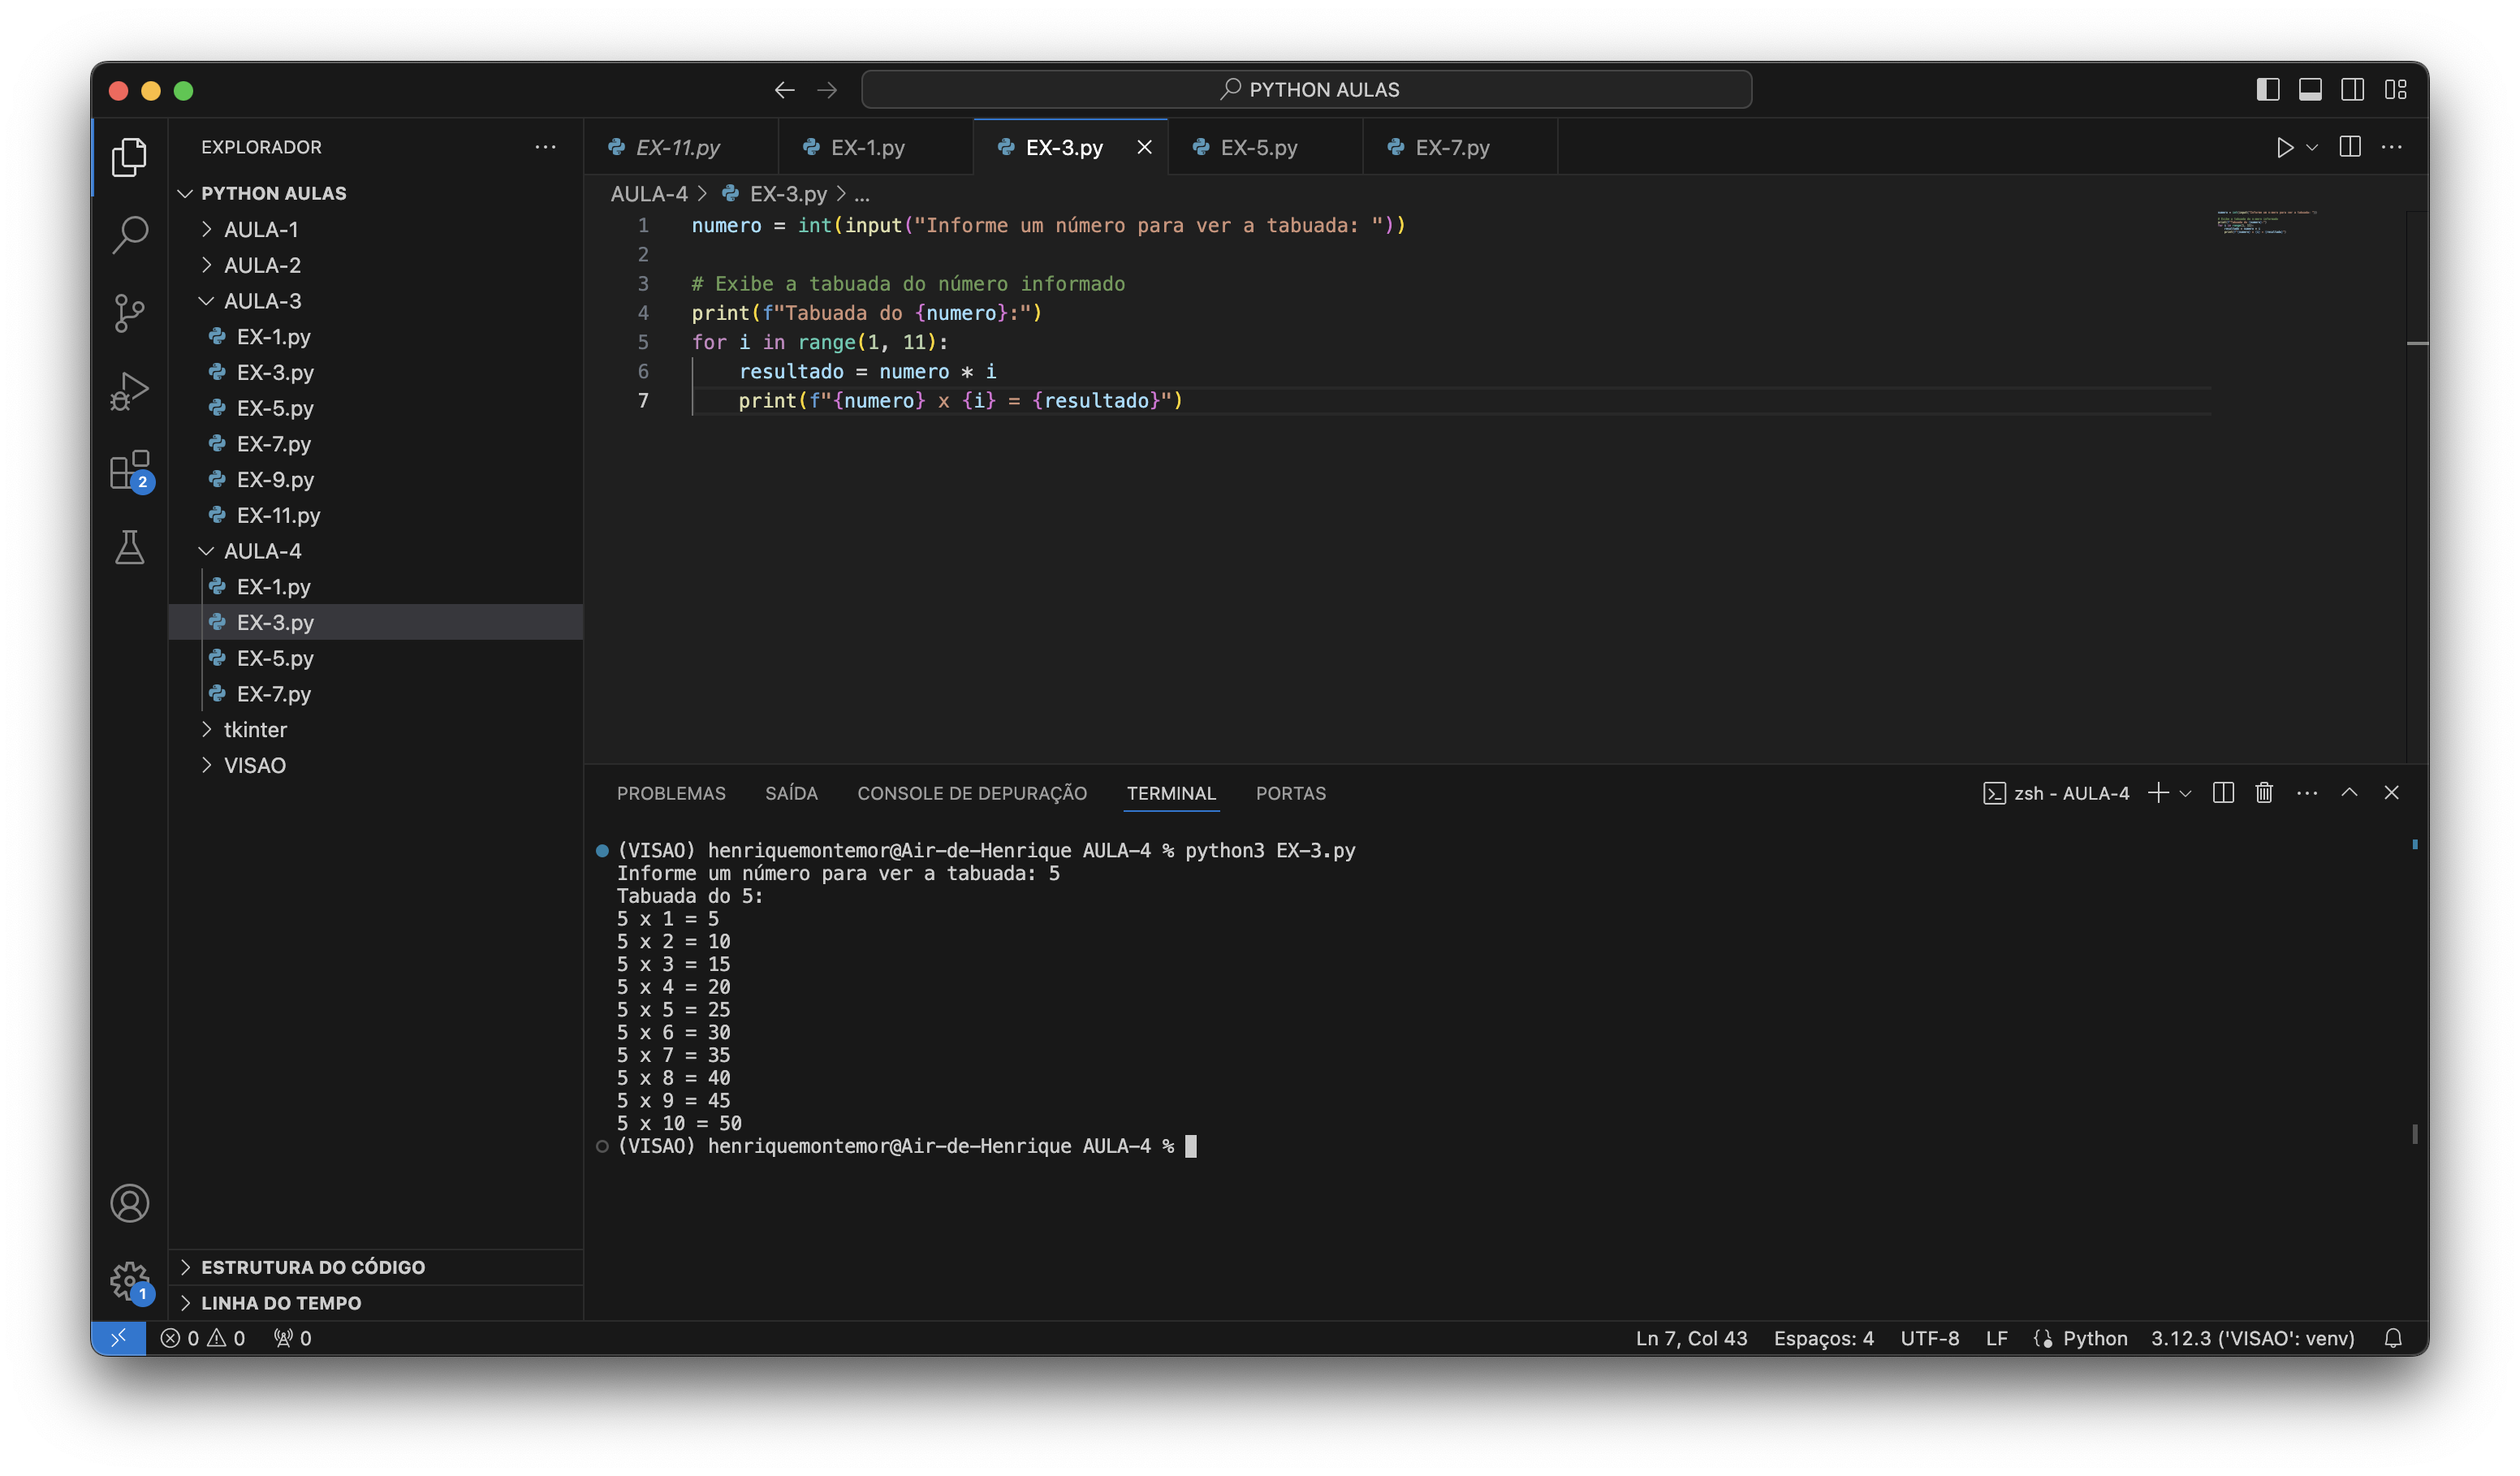 PYTHON AULAS
EXPLORADOR
PYTHON AULAS
AULA-1
AULA-2
AULA-3
EX-1.py
EX-3.py
EX-5.py
EX-7.py
EX-9.py
EX-11.py
AULA-4
EX-1.py
EX-3.py
EX-5.py
EX-7.py
tkinter
VISAO
ESTRUTURA DO CÓDIGO
LINHA DO TEMPO
2
1
EX-11.py EX-1.py EX-3.py EX-5.py EX-7.py
AULA-4 > EX-3.py > ...
1 numero = int(input("Informe um número para ver a tabuada: "))
2
3 # Exibe a tabuada do número informado
4 print(f"Tabuada do {numero}:")
5 for i in range(1, 11):
6     resultado = numero * i
7     print(f"{numero} x {i} = {resultado}")
PROBLEMAS SAÍDA CONSOLE DE DEPURAÇÃO TERMINAL PORTAS zsh - AULA-4
(VISAO) henriquemontemor@Air-de-Henrique AULA-4 % python3 EX-3.py
Informe um número para ver a tabuada: 5
Tabuada do 5:
5 x 1 = 5
5 x 2 = 10
5 x 3 = 15
5 x 4 = 20
5 x 5 = 25
5 x 6 = 30
5 x 7 = 35
5 x 8 = 40
5 x 9 = 45
5 x 10 = 50
(VISAO) henriquemontemor@Air-de-Henrique AULA-4 %
0 0 0 Ln 7, Col 43 Espaços: 4 UTF-8 LF Python 3.12.3 ('VISAO': venv)